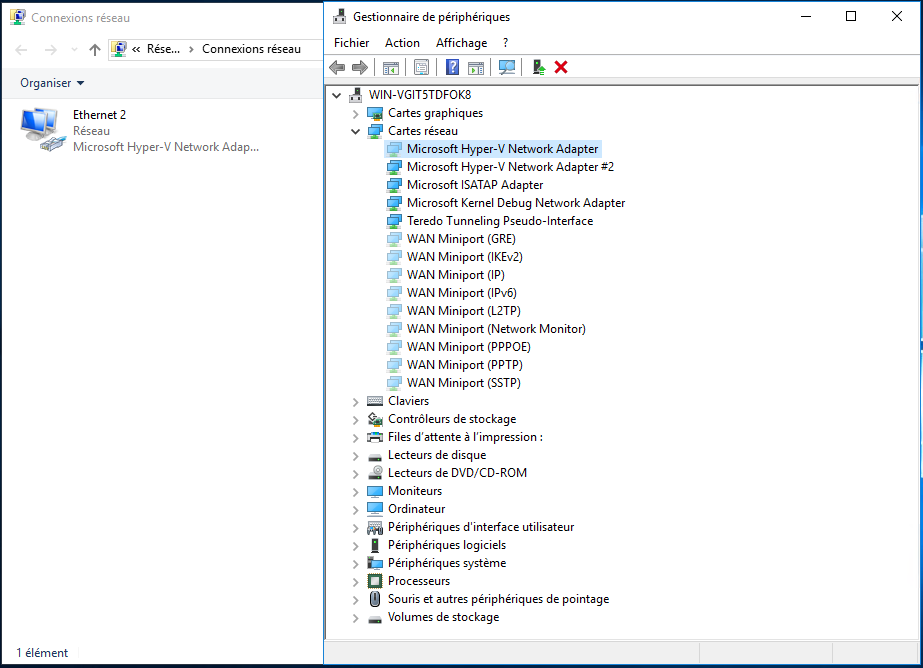 Connexions réseau
« Rése... > Connexions réseau
Organiser
Ethernet 2
Réseau
Microsoft Hyper-V Network Adap...
1 élément
Gestionnaire de périphériques
Fichier Action Affichage ?
WIN-VGIT5TDFOK8
Cartes graphiques
Cartes réseau
Microsoft Hyper-V Network Adapter
Microsoft Hyper-V Network Adapter #2
Microsoft ISATAP Adapter
Microsoft Kernel Debug Network Adapter
Teredo Tunneling Pseudo-Interface
WAN Miniport (GRE)
WAN Miniport (IKEv2)
WAN Miniport (IP)
WAN Miniport (IPv6)
WAN Miniport (L2TP)
WAN Miniport (Network Monitor)
WAN Miniport (PPPOE)
WAN Miniport (PPTP)
WAN Miniport (SSTP)
Claviers
Contrôleurs de stockage
Files d'attente à l'impression :
Lecteurs de disque
Lecteurs de DVD/CD-ROM
Moniteurs
Ordinateur
Périphériques d'interface utilisateur
Périphériques logiciels
Périphériques système
Processeurs
Souris et autres périphériques de pointage
Volumes de stockage